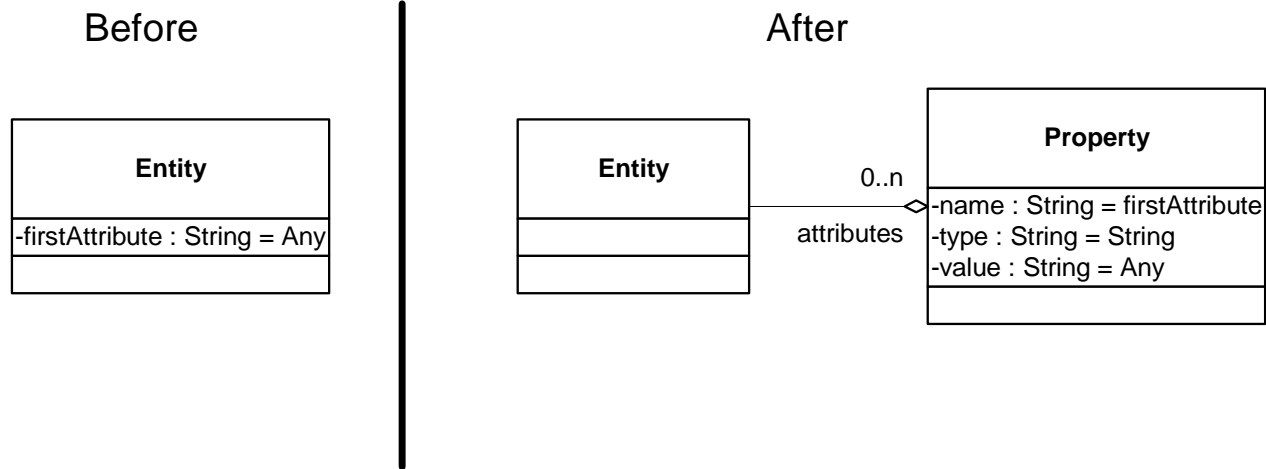 Before
After
Entity
-firstAttribute : String = Any
Entity
0..n
attributes
Property
-name : String = firstAttribute
-type : String = String
-value : String = Any